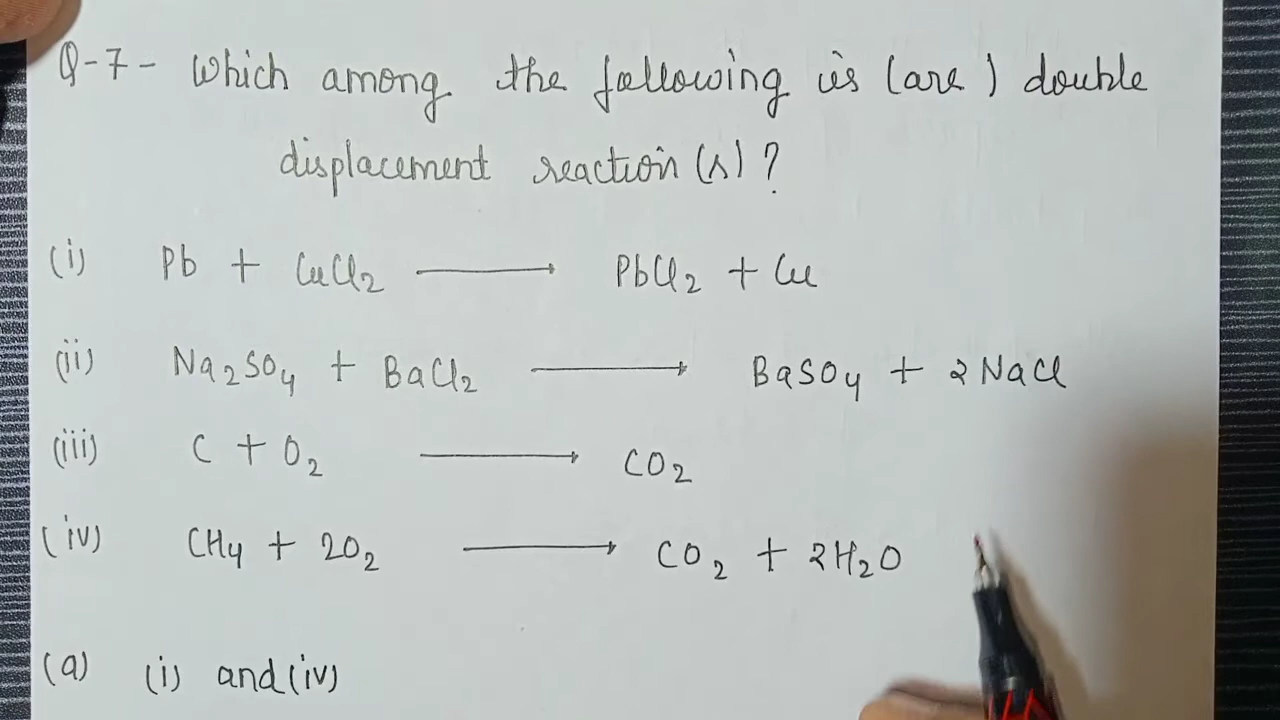 Q-7- Which among the following is (are) double
displacement reaction(s)?
(i) Pb + CuCl2 → PbCl2 + Cu
(ii) Na2SO4 + BaCl2 → BaSO4 + 2NaCl
(iii) C + O2 → CO2
(iv) CH4 + 2O2 → CO2 + 2H2O
(a) (i) and (iv)